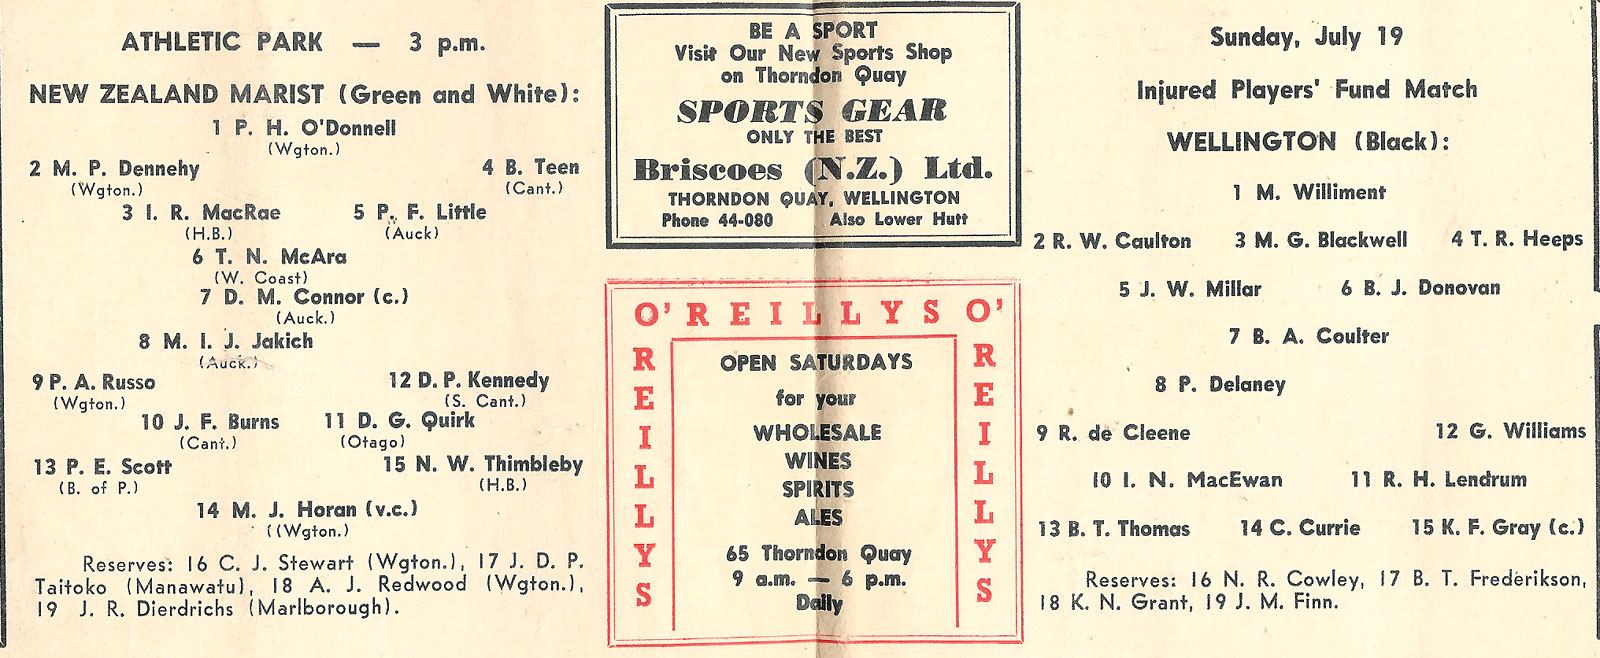 ATHLETIC PARK — 3 p.m.
NEW ZEALAND MARIST (Green and White):
1 P. H. O'Donnell
(Wgton.)
2 M. P. Dennehy 4 B. Teen
(Wgton.) (Cant.)
3 I. R. MacRae 5 P. F. Little
(H.B.) (Auck)
6 T. N. McAra
(W. Coast)
7 D. M. Connor (c.)
(Auck.)
8 M. I. J. Jakich
(Auck.)
9 P. A. Russo 12 D. P. Kennedy
(Wgton.) (S. Cant.)
10 J. F. Burns 11 D. G. Quirk
(Cant.) (Otago)
13 P. E. Scott 15 N. W. Thimbleby
(B. of P.) (H.B.)
14 M. J. Horan (v.c.)
((Wgton.)
Reserves: 16 C. J. Stewart (Wgton.), 17 J. D. P.
Taitoko (Manawatu), 18 A. J. Redwood (Wgton.),
19 J. R. Dierdrichs (Marlborough).
BE A SPORT
Visit Our New Sports Shop
on Thorndon Quay
SPORTS GEAR
ONLY THE BEST
Briscoes (N.Z.) Ltd.
THORNDON QUAY, WELLINGTON
Phone 44-080 Also Lower Hutt
O'REILLYS O'
REILLYS
REILLYS
OPEN SATURDAYS
for your
WHOLESALE
WINES
SPIRITS
ALES
65 Thorndon Quay
9 a.m. — 6 p.m.
Daily
Sunday, July 19
Injured Players' Fund Match
WELLINGTON (Black):
1 M. Williment
2 R. W. Caulton 3 M. G. Blackwell 4 T. R. Heeps
5 J. W. Millar 6 B. J. Donovan
7 B. A. Coulter
8 P. Delaney
9 R. de Cleene 12 G. Williams
10 I. N. MacEwan 11 R. H. Lendrum
13 B. T. Thomas 14 C. Currie 15 K. F. Gray (c.)
Reserves: 16 N. R. Cowley, 17 B. T. Frederikson,
18 K. N. Grant, 19 J. M. Finn.